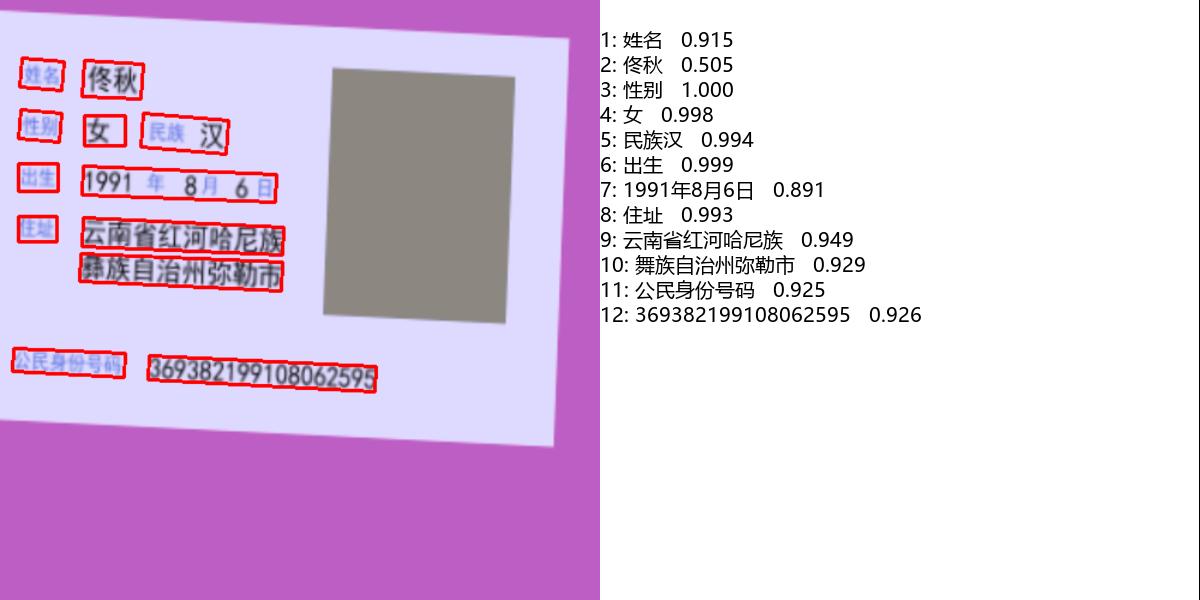 姓名 佟秋
性别 女 民族 汉
出生 1991 年 8 月 6 日
住址 云南省红河哈尼族
彝族自治州弥勒市
公民身份号码 369382199108062595
1: 姓名 0.915
2: 佟秋 0.505
3: 性别 1.000
4: 女 0.998
5: 民族汉 0.994
6: 出生 0.999
7: 1991年8月6日 0.891
8: 住址 0.993
9: 云南省红河哈尼族 0.949
10: 舞族自治州弥勒市 0.929
11: 公民身份号码 0.925
12: 369382199108062595 0.926